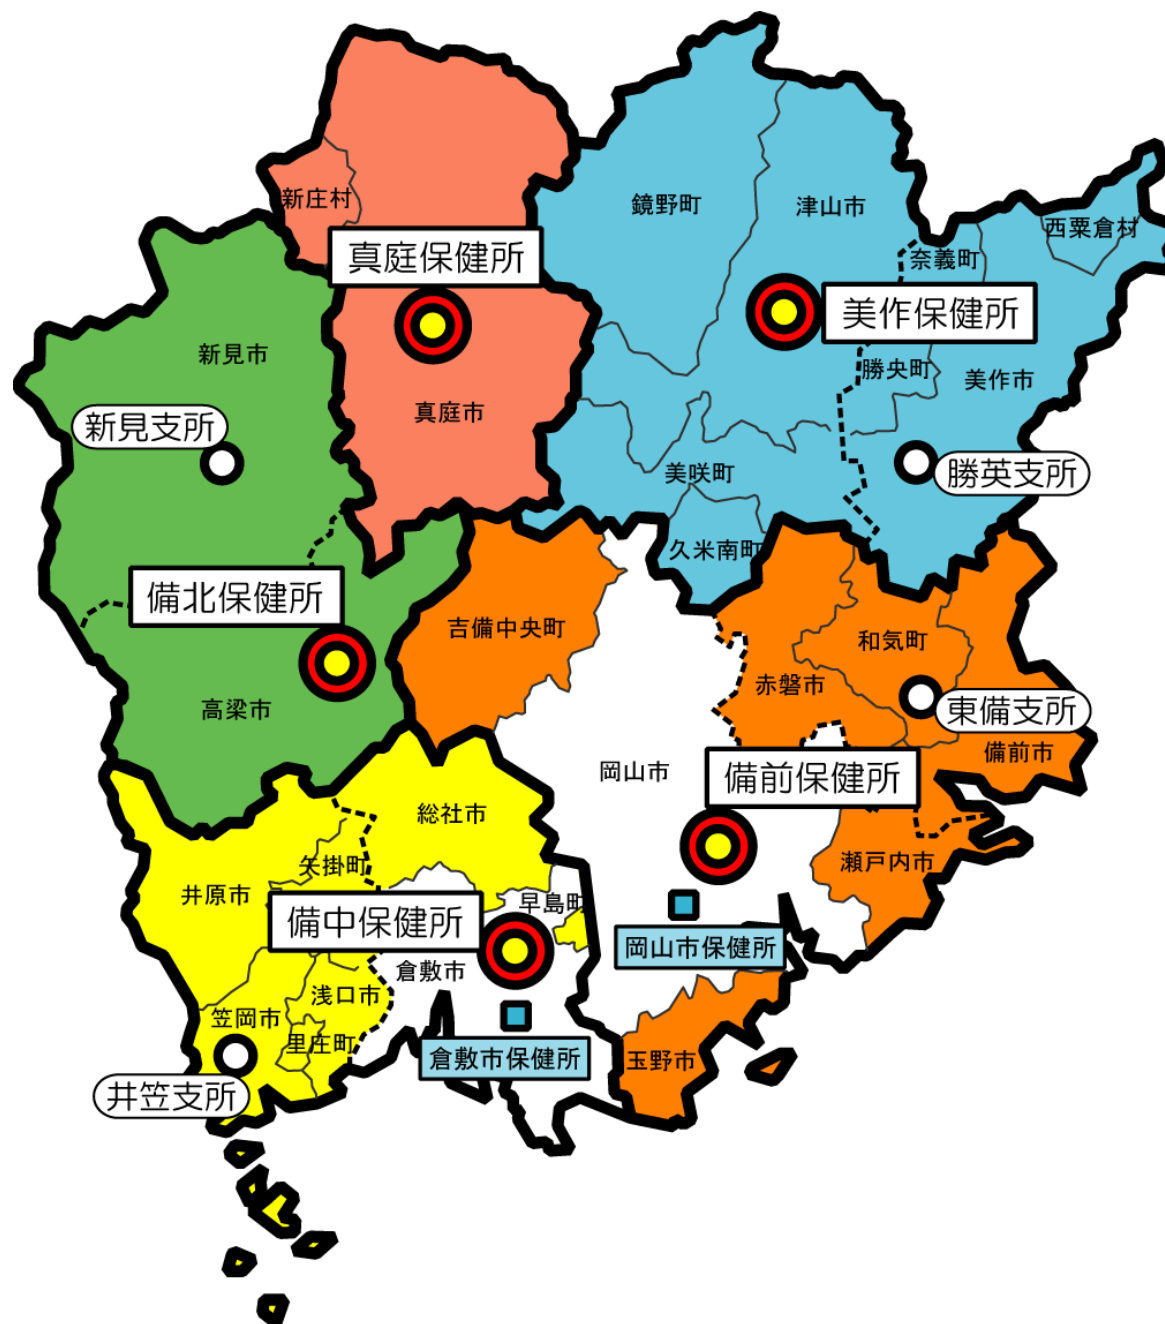 新庄村
鏡野町
津山市
西粟倉材
真庭保健所
奈義町
美作保健所
新見市
勝央町
美作市
真庭市
新見支所
美咲町
勝英支所
久米南町
備北保健所
吉備中央町
和気町
赤磐市
高梁市
東備支所
備前市
岡山市
備前保健所
総社市
矢掛町
井原市
瀬戸内市
早島町
備中保健所
岡山市保健所
倉敷市
浅口市
笠岡市
里庄町
倉敷市保健所
玉野市
井笠支所